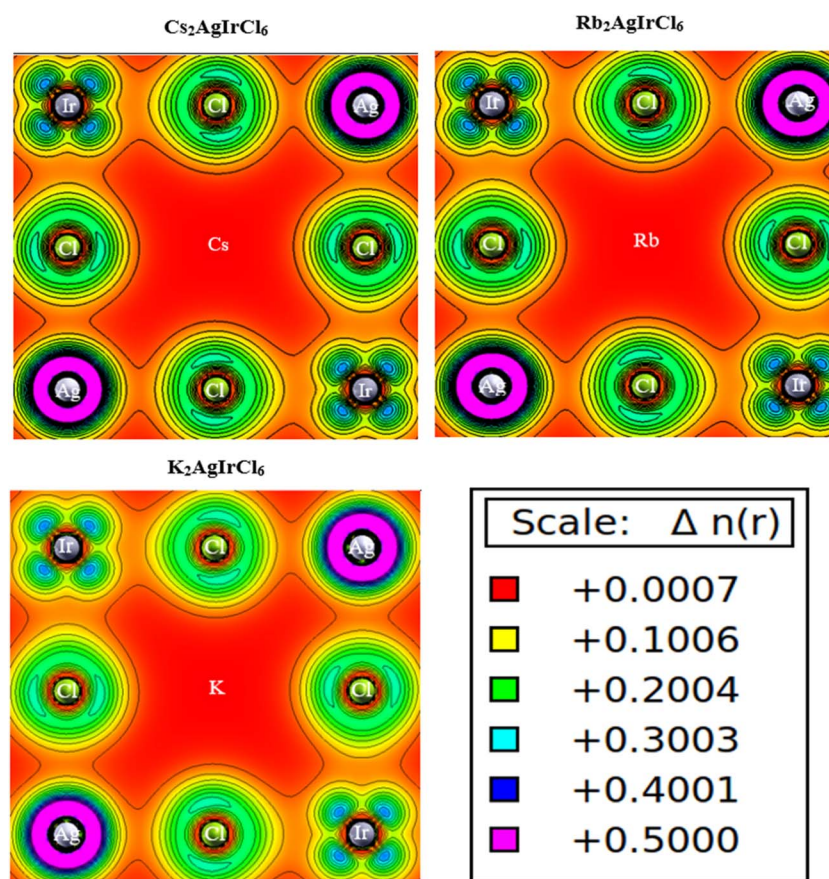 Cs₂AgIrCl₆
Rb₂AgIrCl₆
Ir Cl Ag
Cl Cs Cl
Ag Cl Ir
Ir Cl Ag
Cl Rb Cl
Ag Cl Ir
K₂AgIrCl₆
Ir Cl Ag
Cl K Cl
Ag Cl Ir
Scale: Δ n(r)
+0.0007
+0.1006
+0.2004
+0.3003
+0.4001
+0.5000